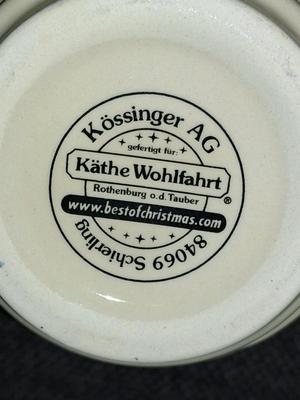 Kössinger AG
gefertigt für:
Käthe Wohlfahrt
Rothenburg o.d. Tauber
®
www.bestofchristmas.com
84069 Schierling